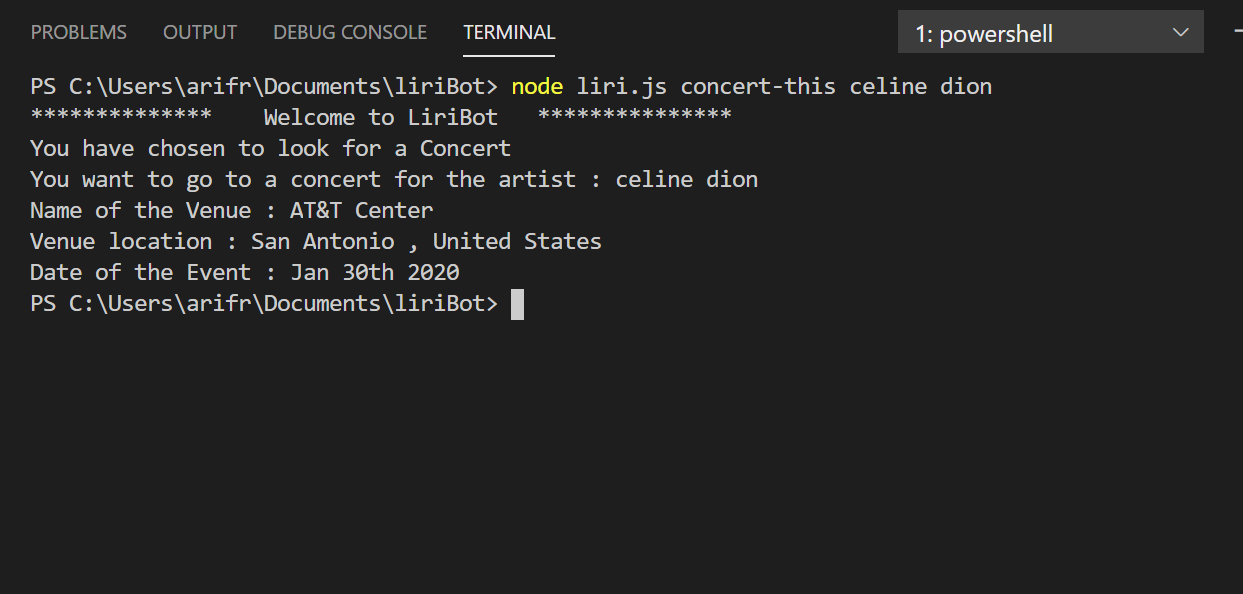 PROBLEMS OUTPUT DEBUG CONSOLE TERMINAL 1: powershell
PS C:\Users\arifr\Documents\liriBot> node liri.js concert-this celine dion
************** Welcome to LiriBot ***************
You have chosen to look for a Concert
You want to go to a concert for the artist : celine dion
Name of the Venue : AT&T Center
Venue location : San Antonio , United States
Date of the Event : Jan 30th 2020
PS C:\Users\arifr\Documents\liriBot>